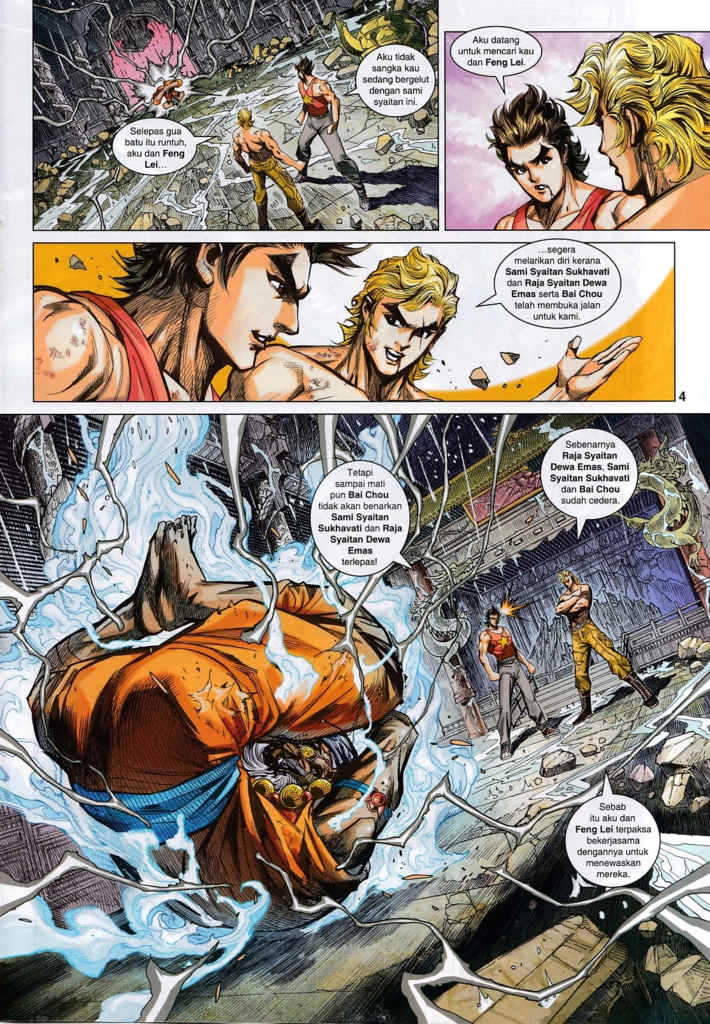 Aku tidak
sangka kau
sedang bergelut
dengan semi
syaitan ini.
Selepas gua
batu itu runtuh,
aku dan Feng
Lei...
Aku datang
untuk mencari kau
dan Feng Lei.
...segera
melarikan diri kerana
Sami Syaitan Sukhavati
dan Raja Syaitan Dewa
Emas serta Bai Chou
telah membuka jalan
untuk kami.
4
Tetapi
sampai mati
pun Bai Chou
tidak akan benarkan
Sami Syaitan
Sukhavati dan Raja
Syaitan Dewa
Emas
terlepas!
Sebenarnya
Raja Syaitan
Dewa Emas, Sami
Syaitan Sukhavati
dan Bai Chou
sudah cedera.
Sebab
itu aku dan
Feng Lei terpaksa
bekerjasama
dengannya untuk
menewaskan
mereka.